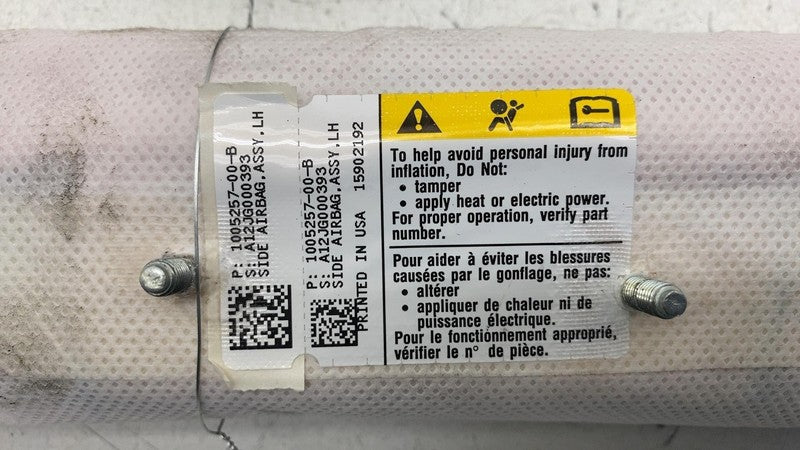 P: 1005257-00-B
S: A12JG000393
SIDE AIRBAG,ASSY,LH
P: 1005257-00-B
S: A12JG000393
SIDE AIRBAG,ASSY,LH
PRINTED IN USA 15902192
To help avoid personal injury from
inflation, Do Not:
• tamper
• apply heat or electric power.
For proper operation, verify part
number.
Pour aider à éviter les blessures
causées par le gonflage, ne pas:
• altérer
• appliquer de chaleur ni de
puissance électrique.
Pour le fonctionnement approprié,
vérifier le n° de pièce.